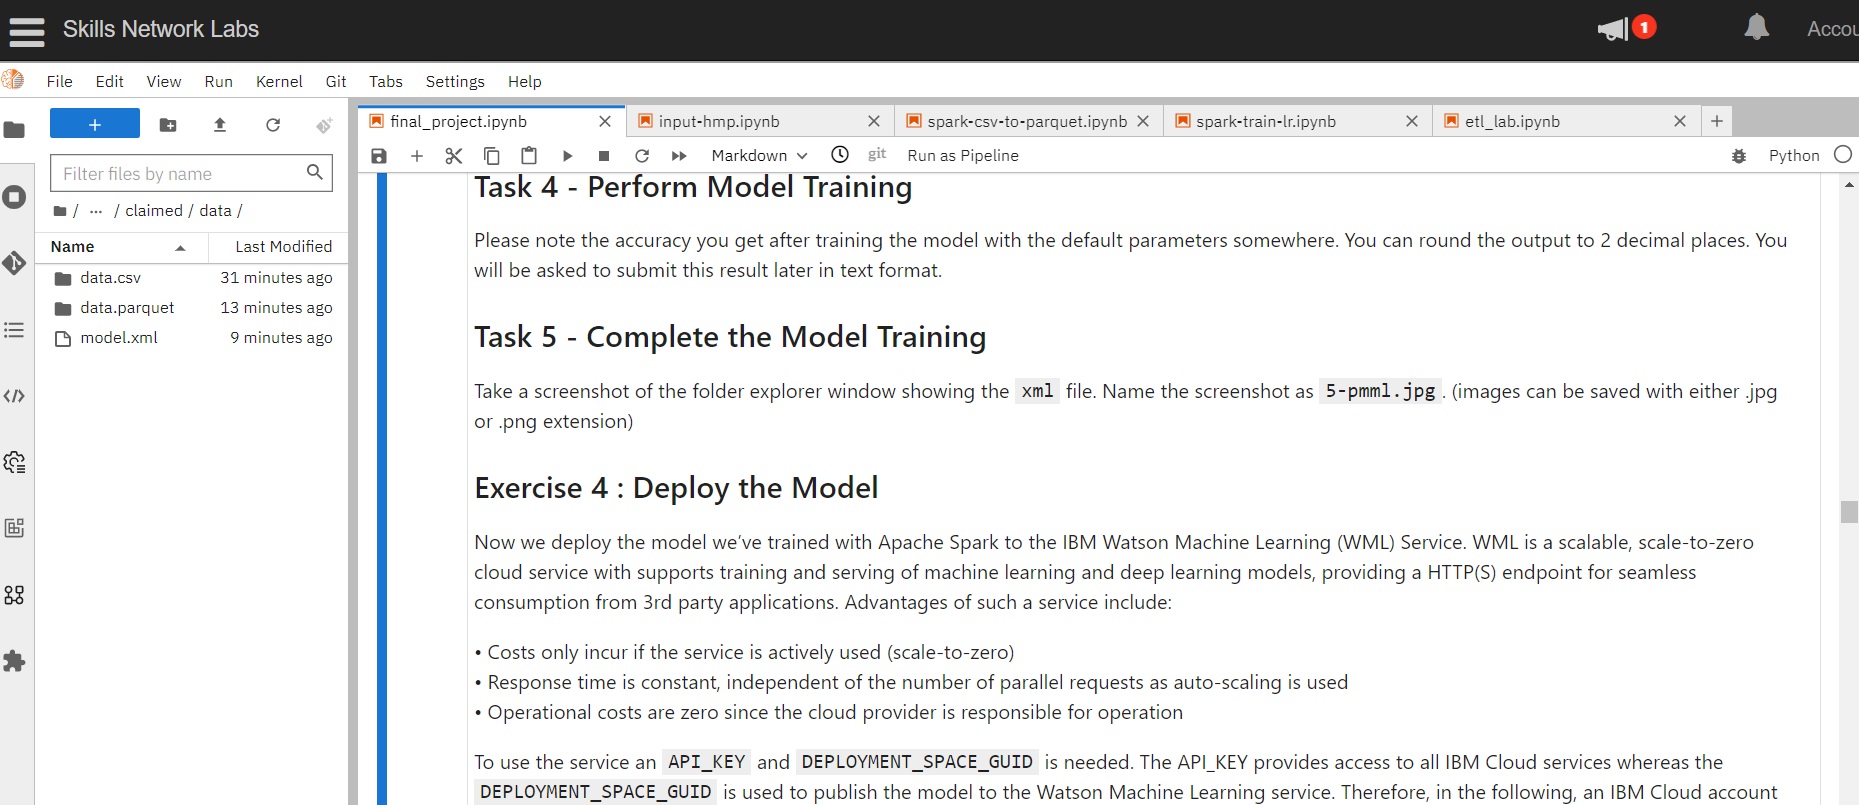 Skills Network Labs
1
Accou
File Edit View Run Kernel Git Tabs Settings Help
+
Filter files by name
/ ... / claimed / data /
Name Last Modified
data.csv 31 minutes ago
data.parquet 13 minutes ago
model.xml 9 minutes ago
final_project.ipynb
input-hmp.ipynb
spark-csv-to-parquet.ipynb
spark-train-lr.ipynb
etl_lab.ipynb
Markdown git Run as Pipeline Python
Task 4 - Perform Model Training
Please note the accuracy you get after training the model with the default parameters somewhere. You can round the output to 2 decimal places. You
will be asked to submit this result later in text format.
Task 5 - Complete the Model Training
Take a screenshot of the folder explorer window showing the xml file. Name the screenshot as 5-pmml.jpg . (images can be saved with either .jpg
or .png extension)
Exercise 4 : Deploy the Model
Now we deploy the model we've trained with Apache Spark to the IBM Watson Machine Learning (WML) Service. WML is a scalable, scale-to-zero
cloud service with supports training and serving of machine learning and deep learning models, providing a HTTP(S) endpoint for seamless
consumption from 3rd party applications. Advantages of such a service include:
• Costs only incur if the service is actively used (scale-to-zero)
• Response time is constant, independent of the number of parallel requests as auto-scaling is used
• Operational costs are zero since the cloud provider is responsible for operation
To use the service an API_KEY and DEPLOYMENT_SPACE_GUID is needed. The API_KEY provides access to all IBM Cloud services whereas the
DEPLOYMENT_SPACE_GUID is used to publish the model to the Watson Machine Learning service. Therefore, in the following, an IBM Cloud account